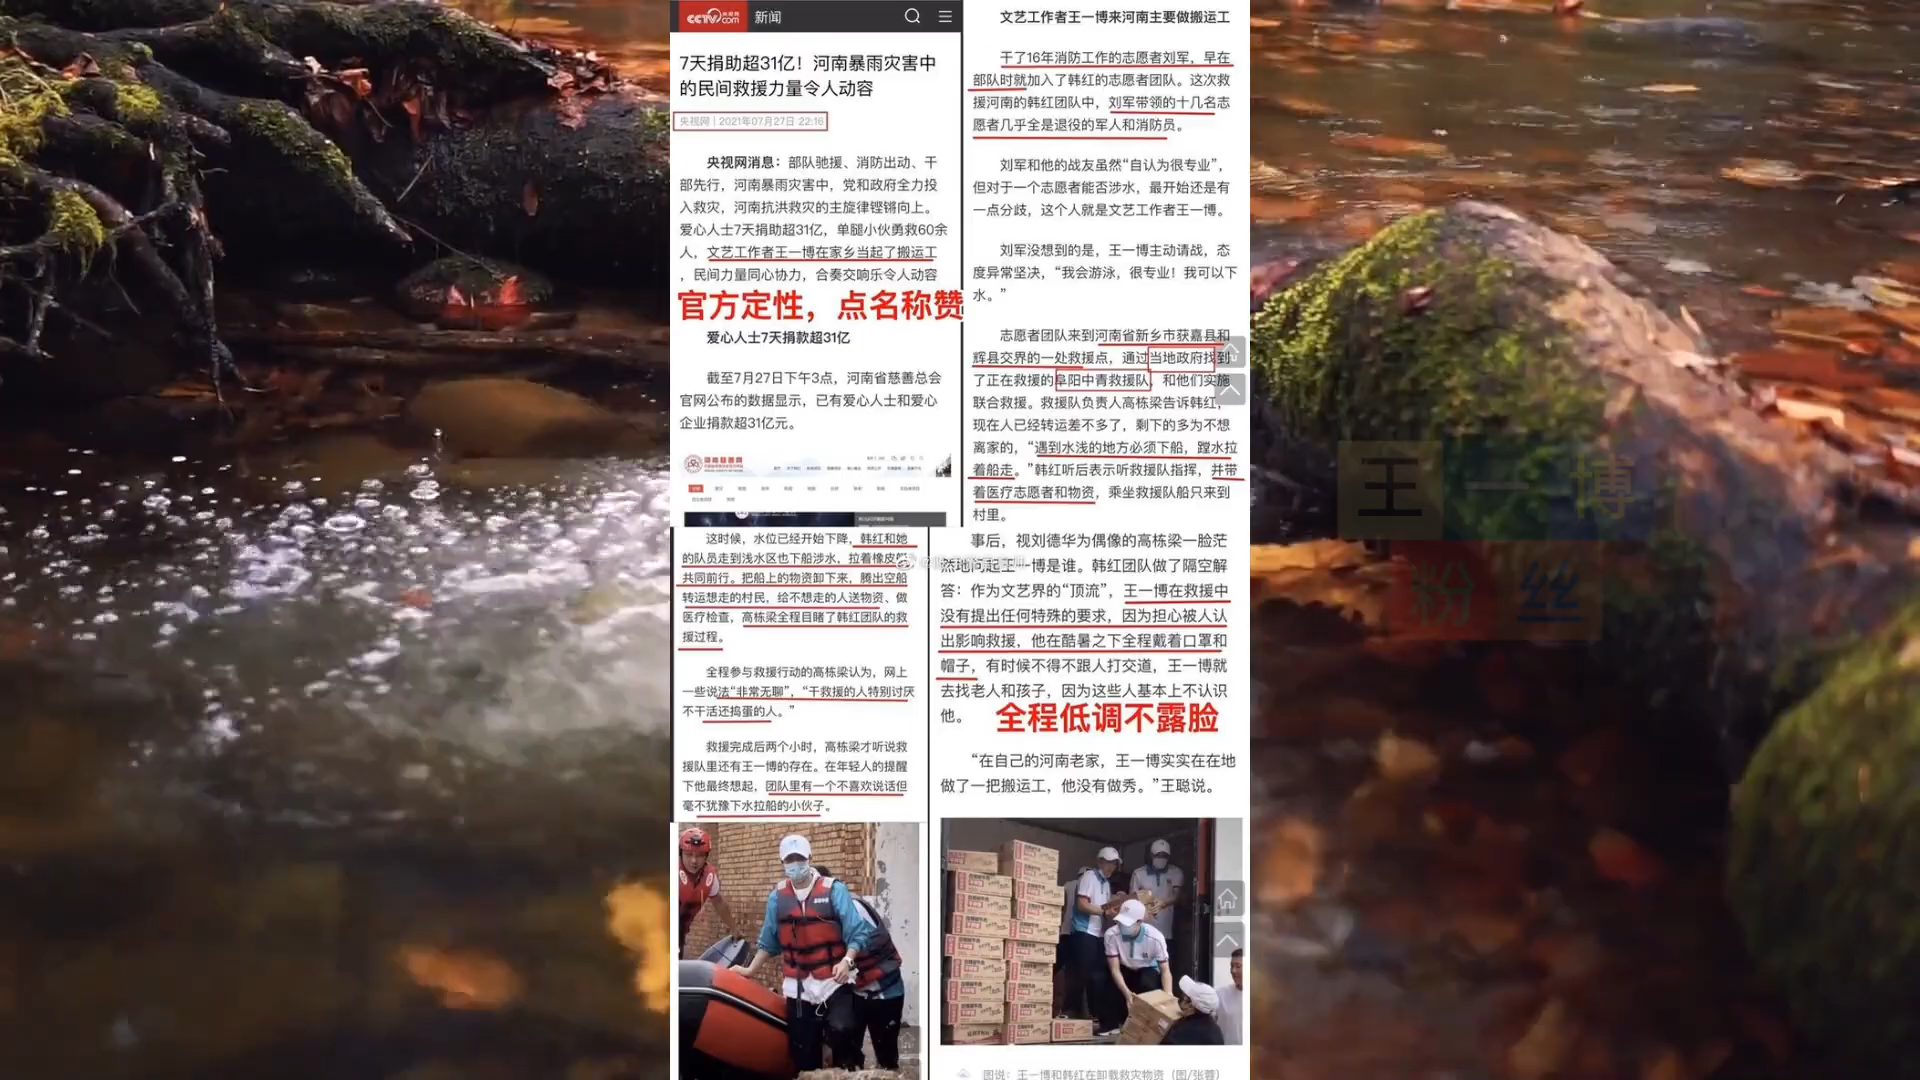 CCTV.com 央视网 新闻
7天捐助超31亿！河南暴雨灾害中
的民间救援力量令人动容
央视网 | 2021年07月27日 22:16
央视网消息：部队驰援、消防出动、干
部先行，河南暴雨灾害中，党和政府全力投
入救灾，河南抗洪救灾的主旋律铿锵向上。
爱心人士7天捐助超31亿，单腿小伙勇救60余
人，文艺工作者王一博在家乡当起了搬运工
，民间力量同心协力，合奏交响乐令人动容
官方定性，点名称赞
爱心人士7天捐款超31亿
截至7月27日下午3点，河南省慈善总会
官网公布的数据显示，已有爱心人士和爱心
企业捐款超31亿元。
河南慈善网
这时候，水位已经开始下降，韩红和她
的队员走到浅水区也下船涉水，拉着橡皮
共同前行。把船上的物资卸下来，腾出空船
转运想走的村民，给不想走的人送物资、做
医疗检查，高栋梁全程目睹了韩红团队的救
援过程。
全程参与救援行动的高栋梁认为，网上
一些说法“非常无聊”，“干救援的人特别讨厌
不干活还捣蛋的人。”
救援完成后两个小时，高栋梁才听说救
援队里还有王一博的存在。在年轻人的提醒
下他最终想起，团队里有一个不喜欢说话但
毫不犹豫下水拉船的小伙子。
文艺工作者王一博来河南主要做搬运工
干了16年消防工作的志愿者刘军，早在
部队时就加入了韩红的志愿者团队。这次救
援河南的韩红团队中，刘军带领的十几名志
愿者几乎全是退役的军人和消防员。
刘军和他的战友虽然“自认为很专业”，
但对于一个志愿者能否涉水，最开始还是有
一点分歧，这个人就是文艺工作者王一博。
刘军没想到的是，王一博主动请战，态
度异常坚决，“我会游泳，很专业！我可以下
水。”
志愿者团队来到河南省新乡市获嘉县和
辉县交界的一处救援点，通过当地政府找到
了正在救援的阜阳中青救援队，和他们实施
联合救援。救援队负责人高栋梁告诉韩红，
现在人已经转运差不多了，剩下的多为不想
离家的，“遇到水浅的地方必须下船，蹚水拉
着船走。”韩红听后表示听救援队指挥，并带
着医疗志愿者和物资，乘坐救援队船只来到
村里。
事后，视刘德华为偶像的高栋梁一脸茫
然地问起王一博是谁。韩红团队做了隔空解
答：作为文艺界的“顶流”，王一博在救援中
没有提出任何特殊的要求，因为担心被人认
出影响救援，他在酷暑之下全程戴着口罩和
帽子，有时候不得不跟人打交道，王一博就
去找老人和孩子，因为这些人基本上不认识
他。
全程低调不露脸
“在自己的河南老家，王一博实实在在地
做了一把搬运工，他没有做秀。”王聪说。
图说：王一博和韩红在卸载救灾物资（图/张蓉）
王一博
粉丝